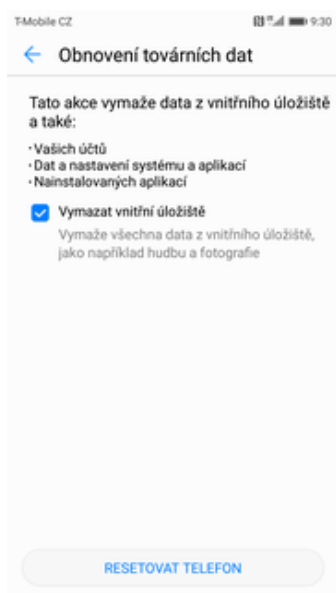 T-Mobile CZ 9:30
Obnovení továrních dat
Tato akce vymaže data z vnitřního úložiště
a také:
• Vašich účtů
• Dat a nastavení systému a aplikací
• Nainstalovaných aplikací
Vymazat vnitřní úložiště
Vymaže všechna data z vnitřního úložiště,
jako například hudbu a fotografie
RESETOVAT TELEFON